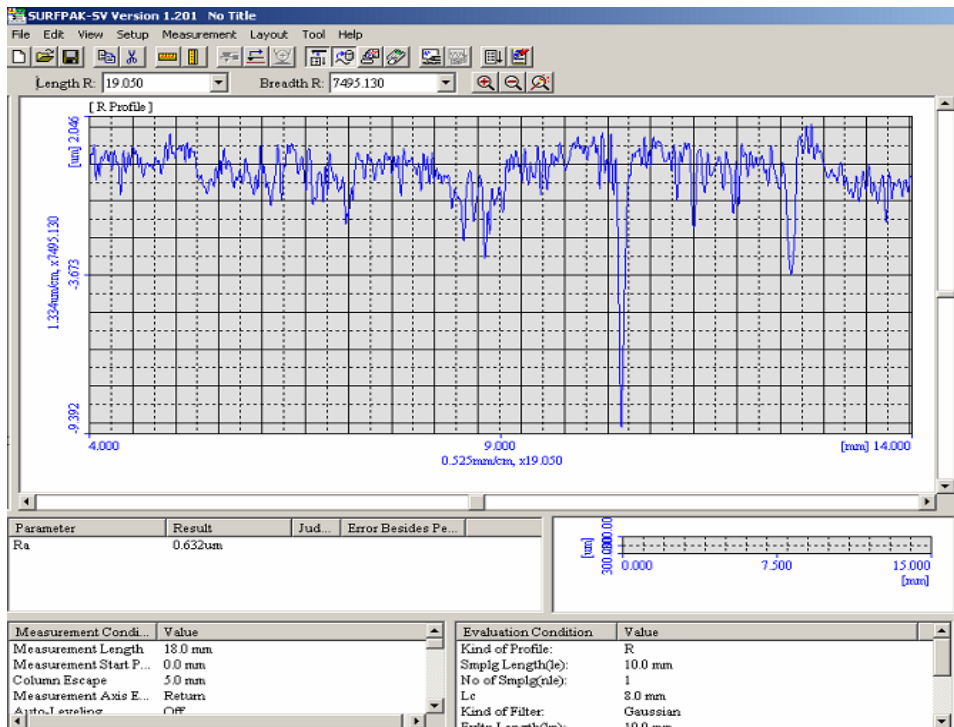 SURFPAK-SV Version 1.201 No Title
File Edit View Setup Measurement Layout Tool Help
Length R: 19.050 Breadth R: 7495.130
[ R Profile ]
[um] 2.046
-3.673
-9.392
1.334um/cm, x7495.130
4.000 9.000 [mm] 14.000
0.525mm/cm, x19.050
Parameter Result Jud... Error Besides Pe...
Ra 0.632um
[um]
0.000 7.500 15.000
[mm]
Measurement Condi... Value
Measurement Length 18.0 mm
Measurement Start P... 0.0 mm
Column Escape 5.0 mm
Measurement Axis E... Return
Auto-Leveling Off
Evaluation Condition Value
Kind of Profile: R
Smplg Length(le): 10.0 mm
No of Smplg(nle): 1
Lc 8.0 mm
Kind of Filter: Gaussian
Evltn Length(lm): 10.0 mm